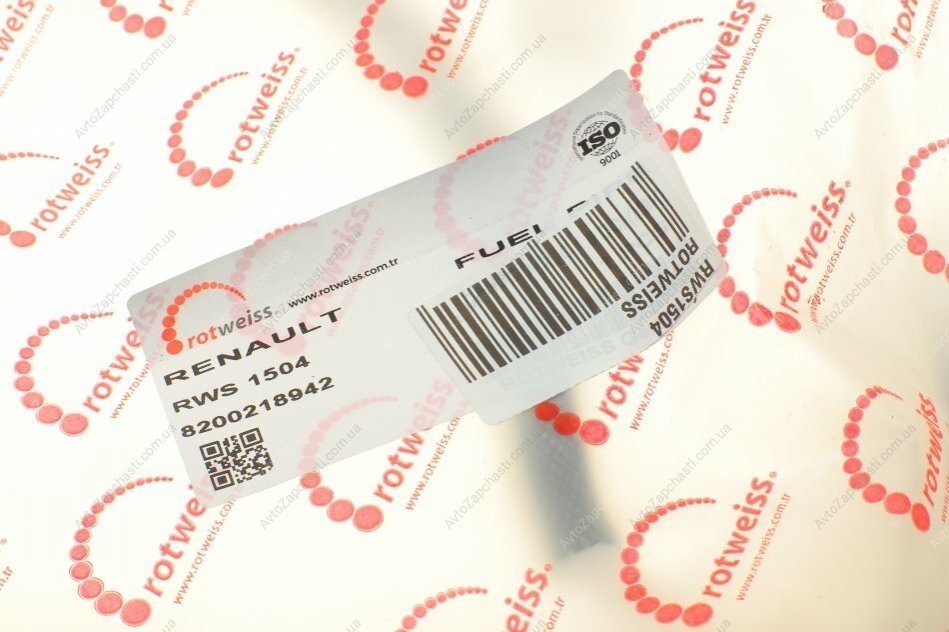 rotweiss
www.rotweiss.com.tr
RENAULT
RWS 1504
8200218942
FUEL
ISO
9001
RWS1504
ROTWEISS
rotweiss®
www.rotweiss.com.tr
AvtoZapchasti.com.ua